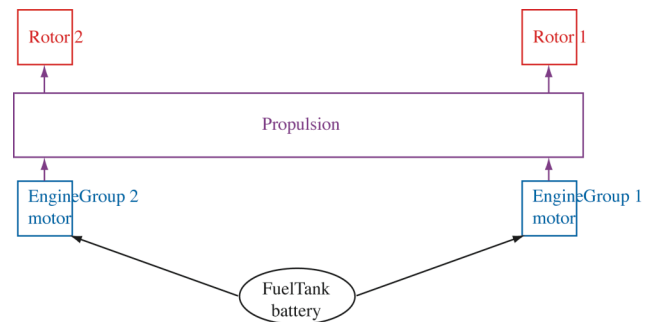 Rotor 2
Rotor 1
Propulsion
EngineGroup 2
motor
EngineGroup 1
motor
FuelTank
battery